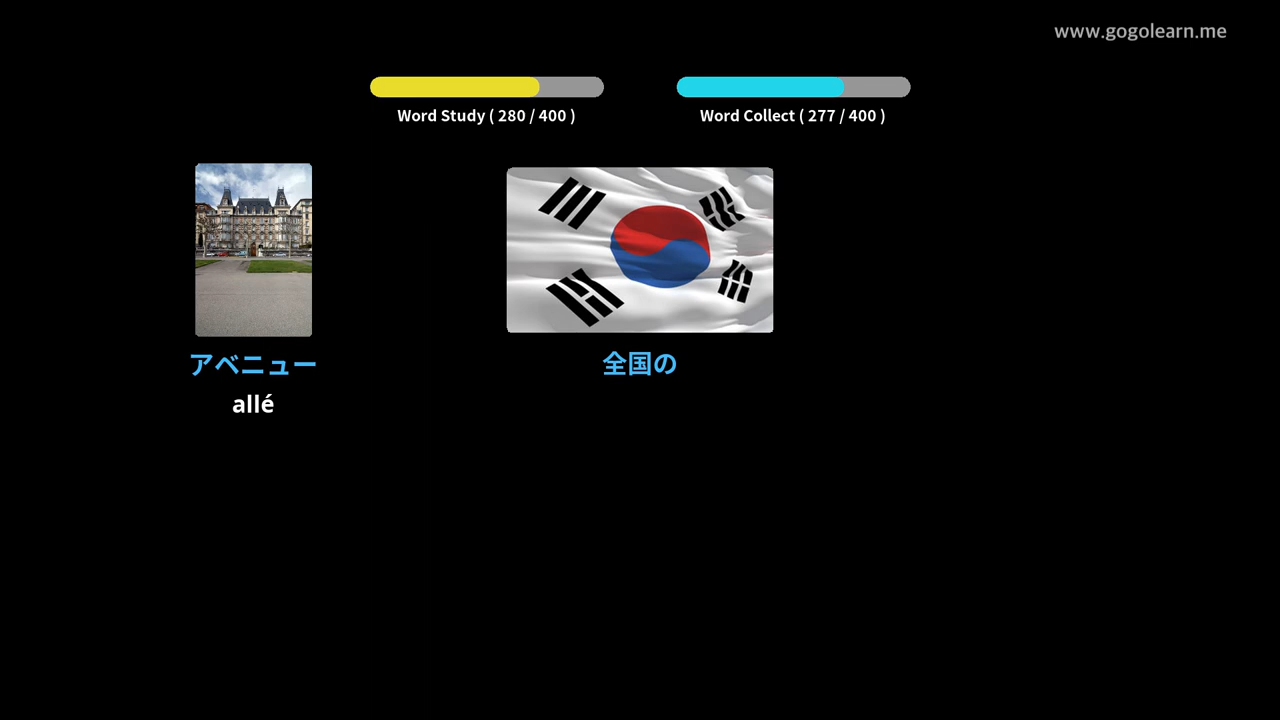 www.gogolearn.me
Word Study ( 280 / 400 )
Word Collect ( 277 / 400 )
アベニュー
allé
全国の